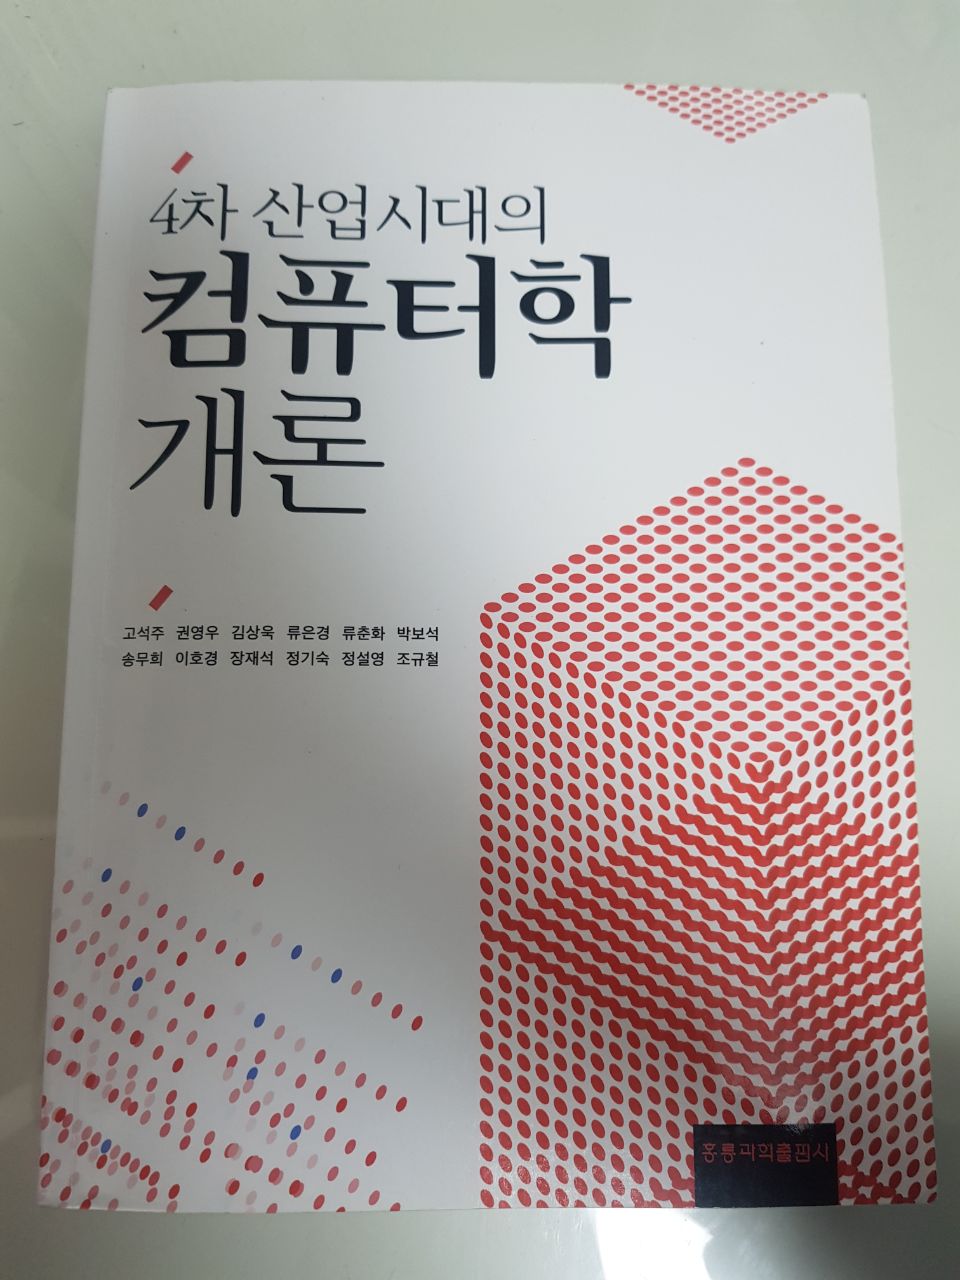 4차 산업시대의
컴퓨터학
개론
고석주 권영우 김상욱 류은경 류춘화 박보석
송무희 이호경 장재석 정기숙 정설영 조규철
홍릉과학출판사